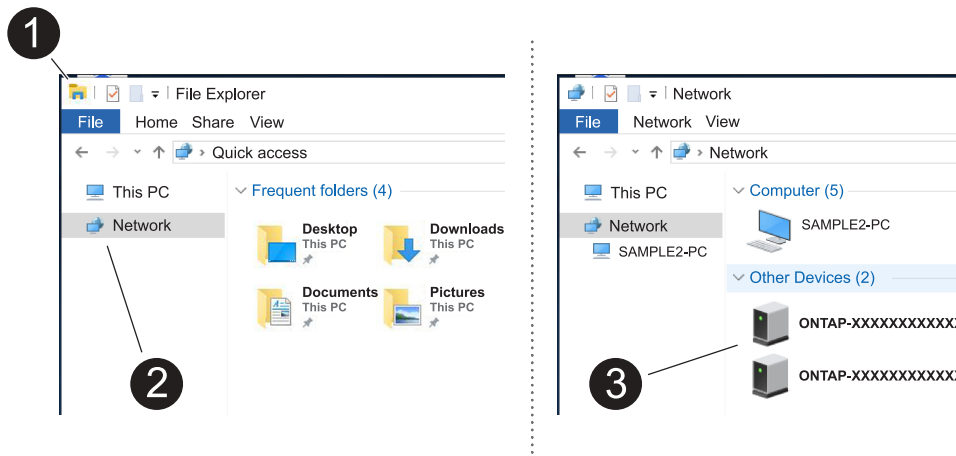 1
File Explorer
File Home Share View
Quick access
This PC
Network
Frequent folders (4)
Desktop
This PC
Downloads
This PC
Documents
This PC
Pictures
This PC
2
Network
File Network View
Network
This PC
Network
SAMPLE2-PC
Computer (5)
SAMPLE2-PC
Other Devices (2)
ONTAP-XXXXXXXXXXX
ONTAP-XXXXXXXXXXX
3